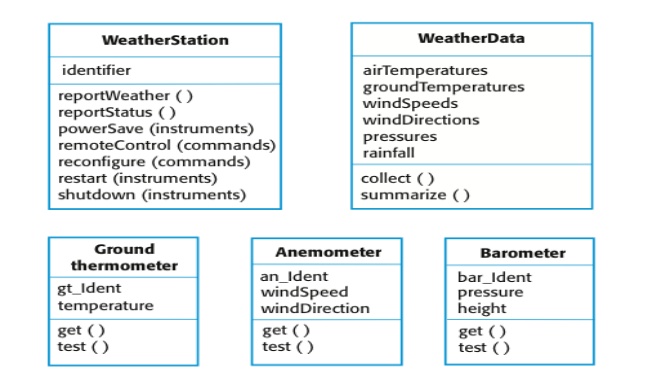 WeatherStation
identifier
reportWeather ( )
reportStatus ( )
powerSave (instruments)
remoteControl (commands)
reconfigure (commands)
restart (instruments)
shutdown (instruments)
WeatherData
airTemperatures
groundTemperatures
windSpeeds
windDirections
pressures
rainfall
collect ( )
summarize ( )
Ground
thermometer
gt_Ident
temperature
get ( )
test ( )
Anemometer
an_Ident
windSpeed
windDirection
get ( )
test ( )
Barometer
bar_Ident
pressure
height
get ( )
test ( )